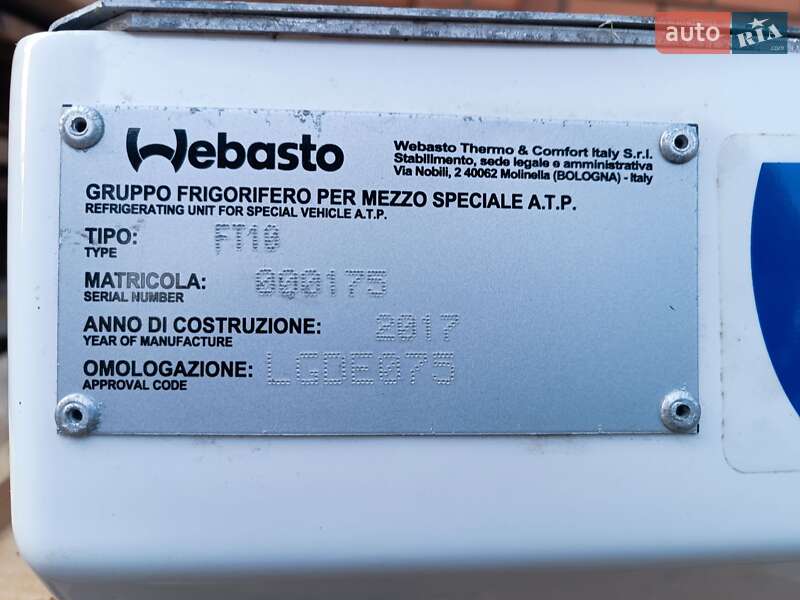 auto RIA .com
Webasto
Webasto Thermo & Comfort Italy S.r.l.
Stabilimento, sede legale e amministrativa
Via Nobili, 2 40062 Molinella (BOLOGNA) - Italy
GRUPPO FRIGORIFERO PER MEZZO SPECIALE A.T.P.
REFRIGERATING UNIT FOR SPECIAL VEHICLE A.T.P.
TIPO: FT10
TYPE
MATRICOLA: 000175
SERIAL NUMBER
ANNO DI COSTRUZIONE: 2017
YEAR OF MANUFACTURE
OMOLOGAZIONE: LGDE075
APPROVAL CODE